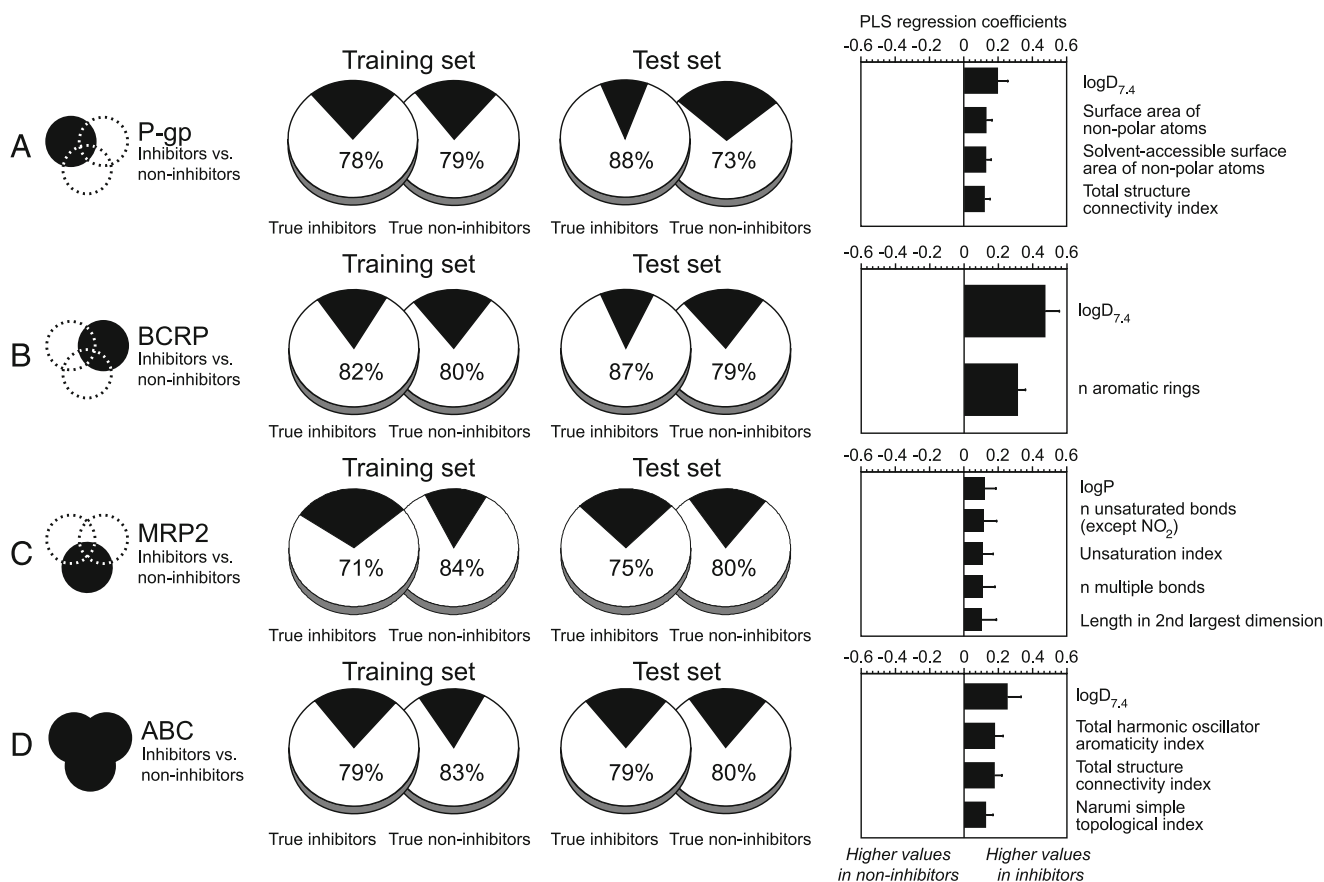 PLS regression coefficients
-0.6 -0.4 -0.2 0 0.2 0.4 0.6
Training set
Test set
A
P-gp
Inhibitors vs.
non-inhibitors
78%
79%
88%
73%
True inhibitors
True non-inhibitors
True inhibitors
True non-inhibitors
logD7.4
Surface area of
non-polar atoms
Solvent-accessible surface
area of non-polar atoms
Total structure
connectivity index
-0.6 -0.4 -0.2 0 0.2 0.4 0.6
Training set
Test set
B
BCRP
Inhibitors vs.
non-inhibitors
82%
80%
87%
79%
True inhibitors
True non-inhibitors
True inhibitors
True non-inhibitors
logD7.4
n aromatic rings
-0.6 -0.4 -0.2 0 0.2 0.4 0.6
Training set
Test set
C
MRP2
Inhibitors vs.
non-inhibitors
71%
84%
75%
80%
True inhibitors
True non-inhibitors
True inhibitors
True non-inhibitors
logP
n unsaturated bonds
(except NO2)
Unsaturation index
n multiple bonds
Length in 2nd largest dimension
-0.6 -0.4 -0.2 0 0.2 0.4 0.6
Training set
Test set
D
ABC
Inhibitors vs.
non-inhibitors
79%
83%
79%
80%
True inhibitors
True non-inhibitors
True inhibitors
True non-inhibitors
logD7.4
Total harmonic oscillator
aromaticity index
Total structure
connectivity index
Narumi simple
topological index
Higher values
in non-inhibitors
Higher values
in inhibitors